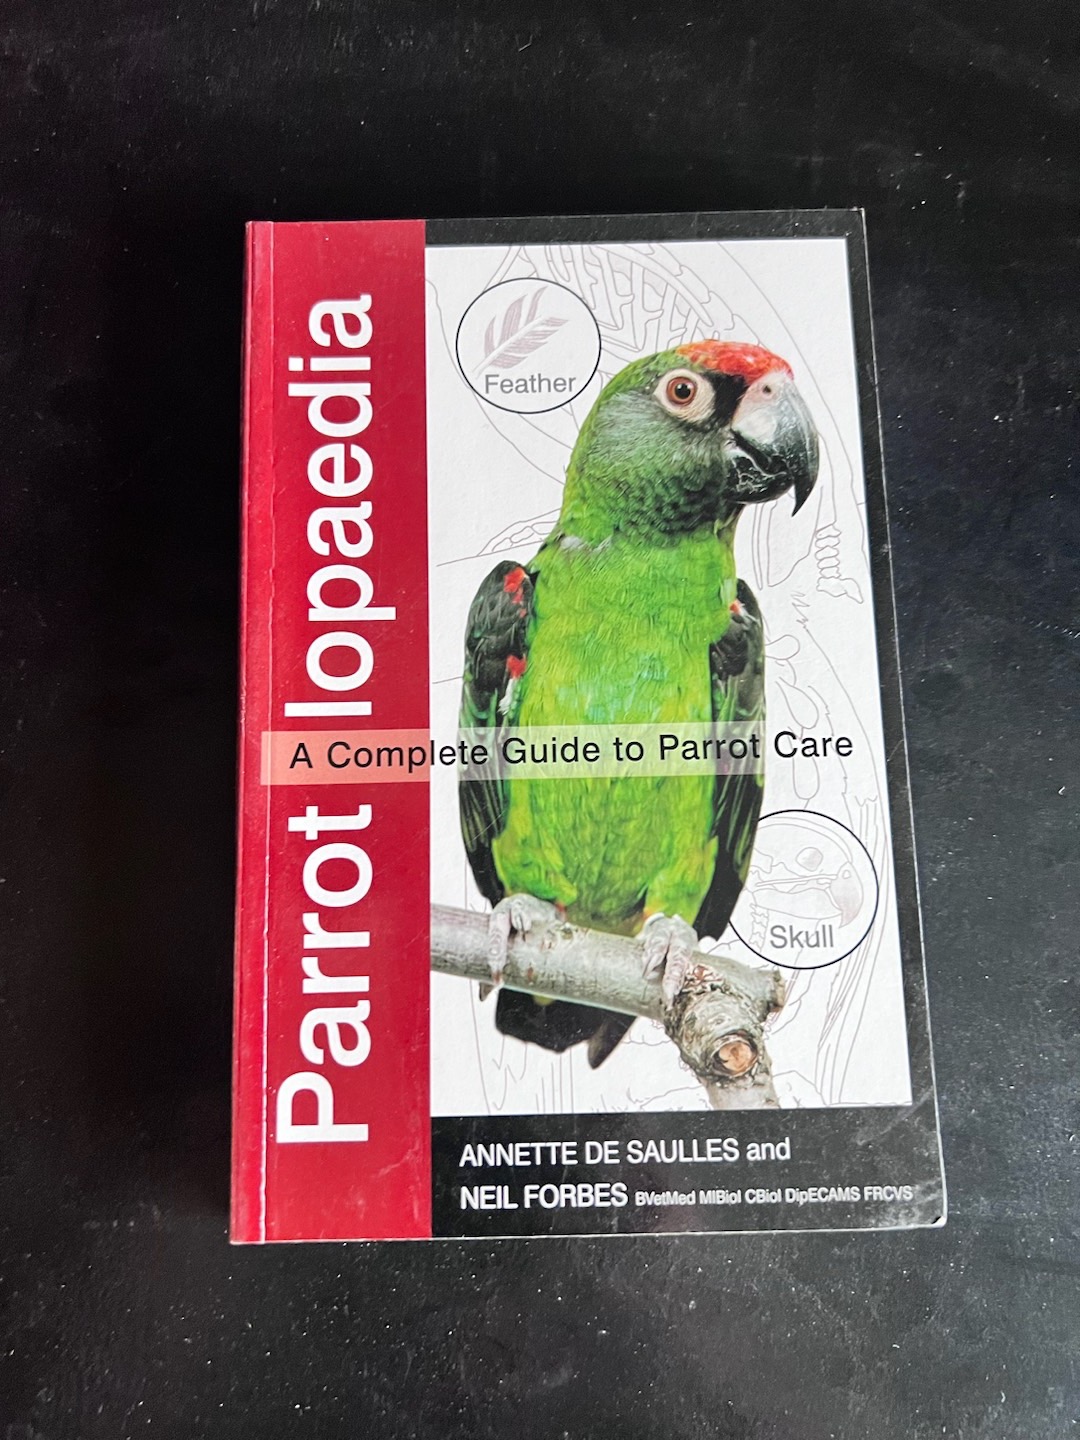 Parrot lopaedia
Feather
A Complete Guide to Parrot Care
Skull
ANNETTE DE SAULLES and
NEIL FORBES BVetMed MIBiol CBiol DipECAMS FRCVS